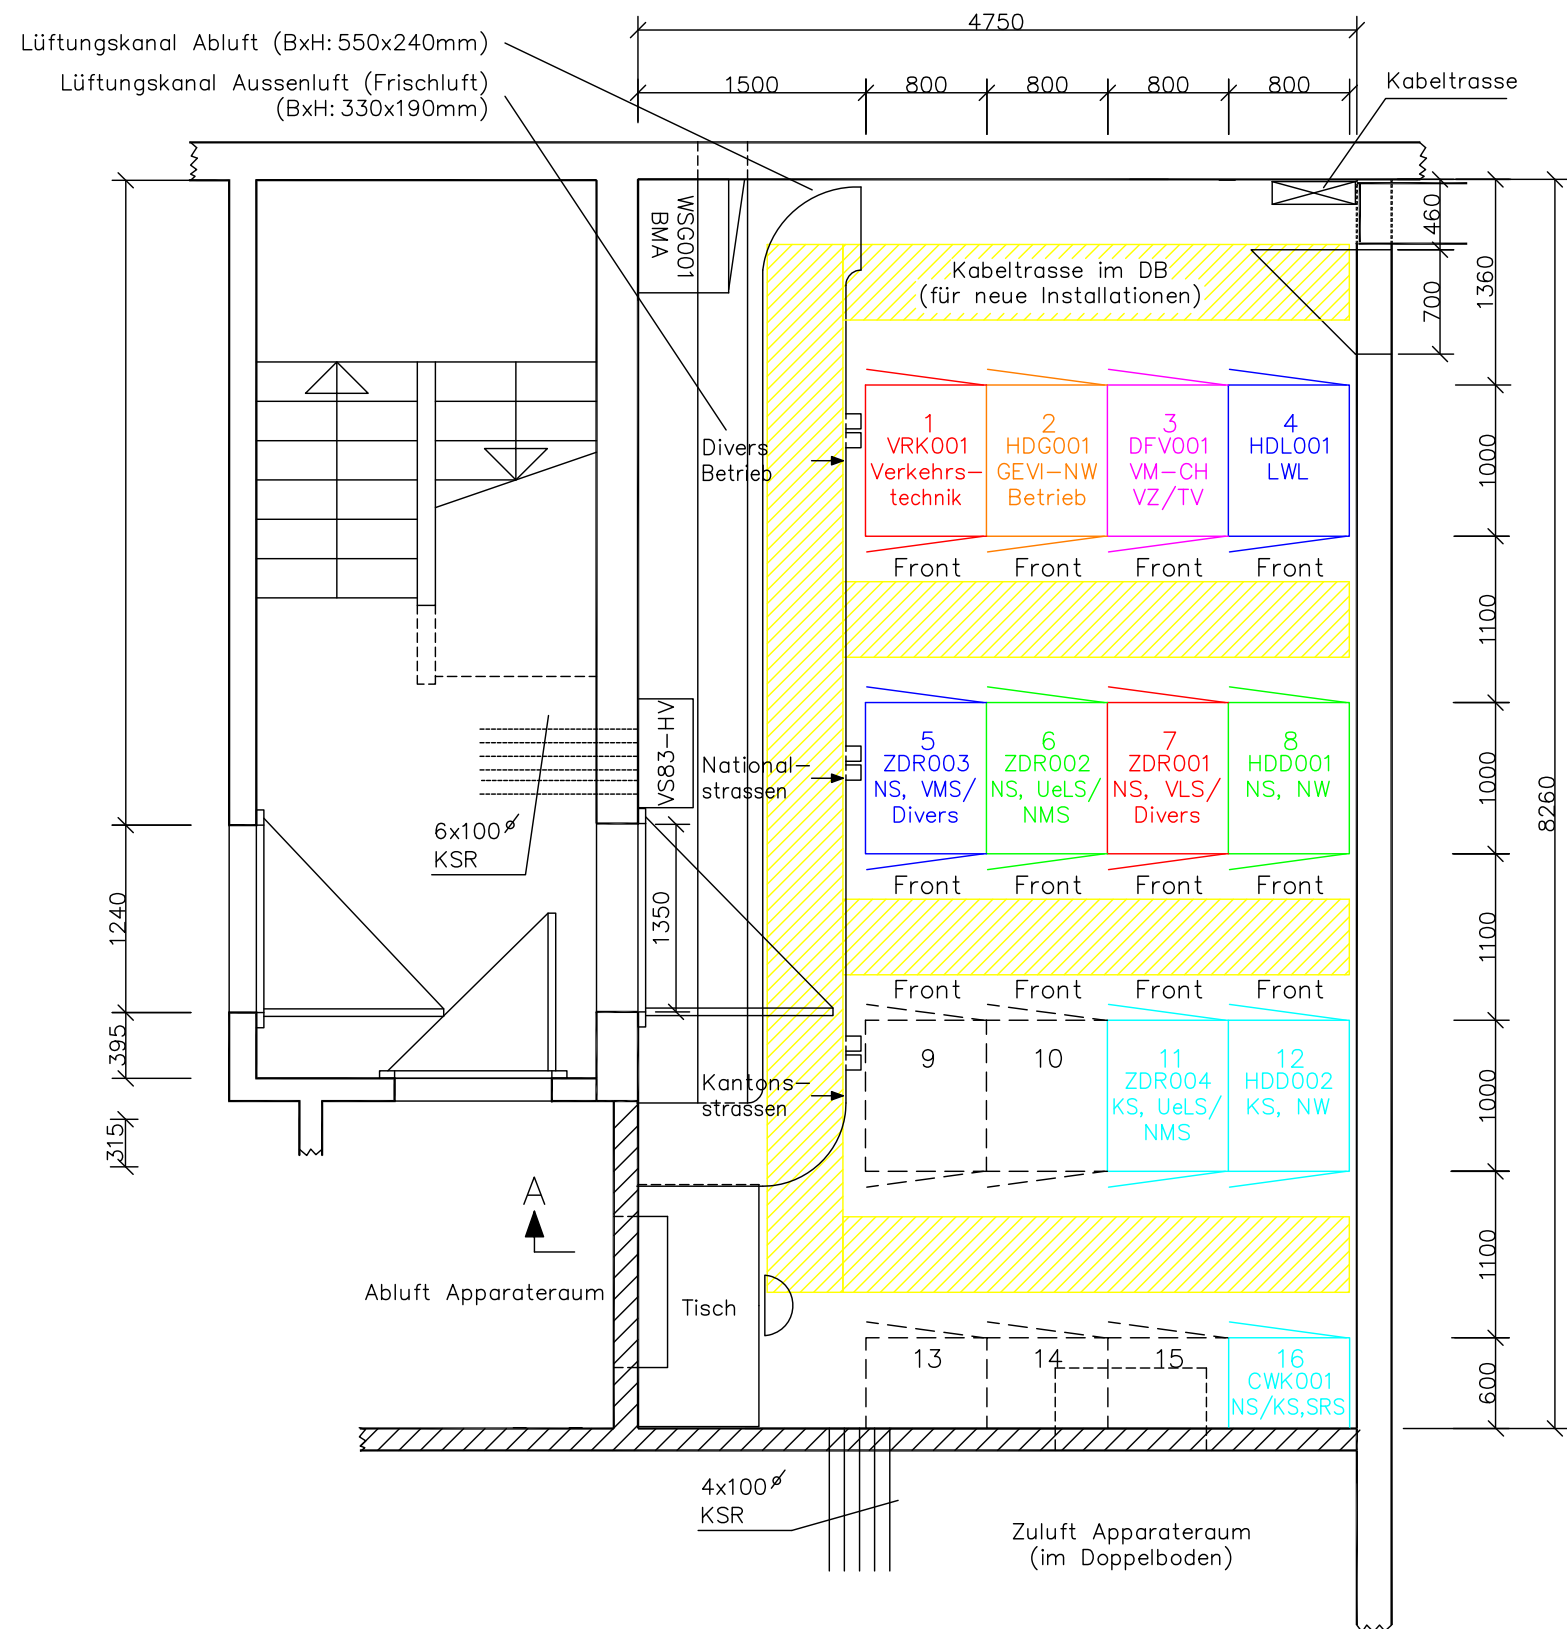 4750
Lüftungskanal Abluft (BxH: 550x240mm)
Lüftungskanal Aussenluft (Frischluft)
(BxH: 330x190mm)
1500
800
800
800
800
Kabeltrasse
WSG001
BMA
460
1360
700
Kabeltrasse im DB
(für neue Installationen)
Divers
Betrieb
1
VRK001
Verkehrs-
technik
2
HDG001
GEVI-NW
Betrieb
3
DFV001
VM-CH
VZ/TV
4
HDL001
LWL
1000
Front
Front
Front
Front
1100
VS83-HV
National-
strassen
5
ZDR003
NS, VMS/
Divers
6
ZDR002
NS, UeLS/
NMS
7
ZDR001
NS, VLS/
Divers
8
HDD001
NS, NW
1000
8260
6x100⌀
KSR
Front
Front
Front
Front
1240
1350
1100
Front
Front
Front
Front
395
Kantons-
strassen
9
10
11
ZDR004
KS, UeLS/
NMS
12
HDD002
KS, NW
1000
315
A
1100
Abluft Apparateraum
Tisch
13
14
15
16
CWK001
NS/KS,SRS
600
4x100⌀
KSR
Zuluft Apparateraum
(im Doppelboden)